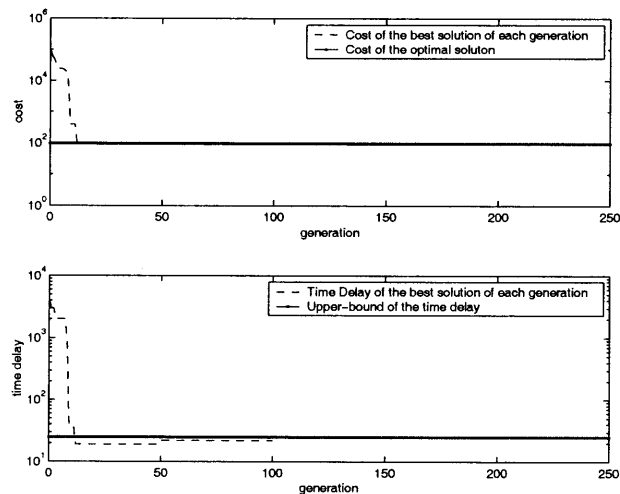 10^6
10^4
10^2
10^0
cost
Cost of the best solution of each generation
Cost of the optimal soluton
0 50 100 150 200 250
generation
10^4
10^3
10^2
10^1
time delay
Time Delay of the best solution of each generation
Upper-bound of the time delay
0 50 100 150 200 250
generation